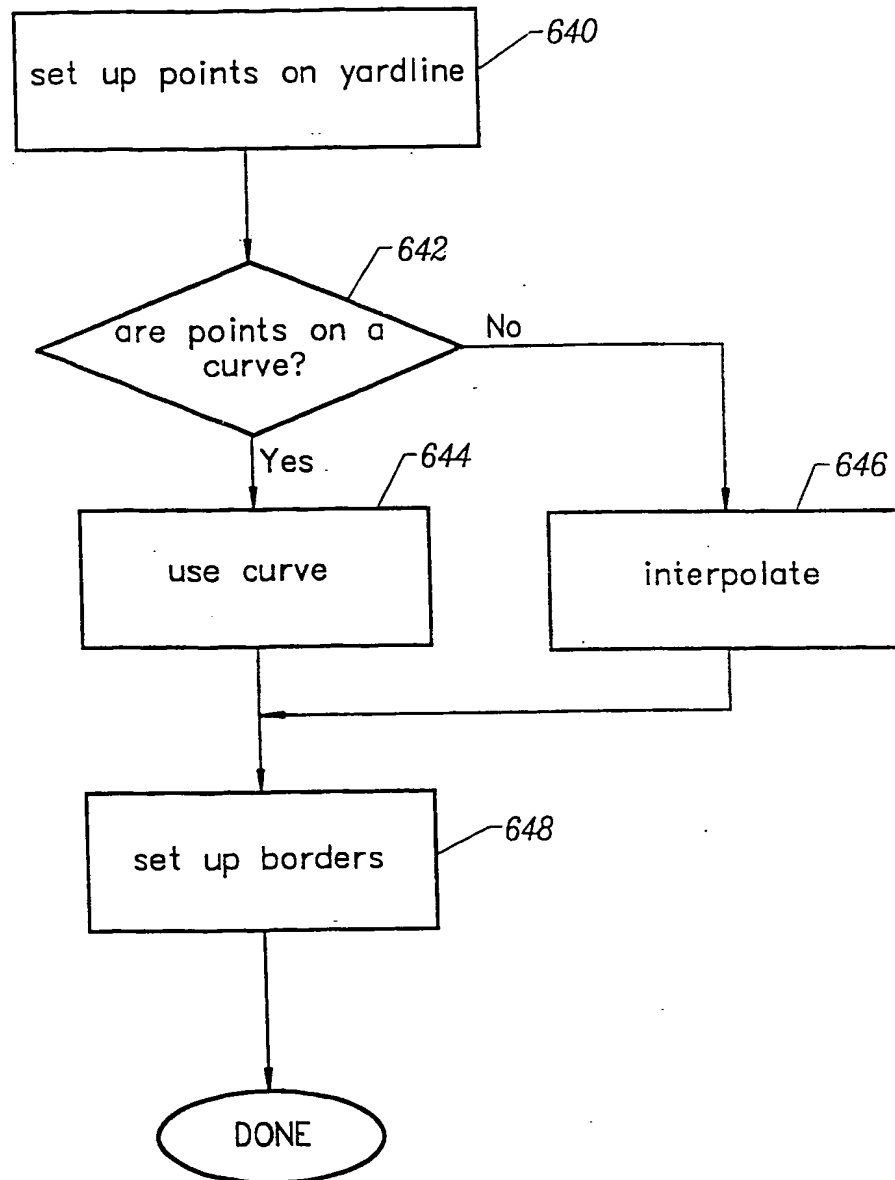 640
set up points on yardline
642
are points on a
curve?
No
Yes
644
646
use curve
interpolate
648
set up borders
DONE